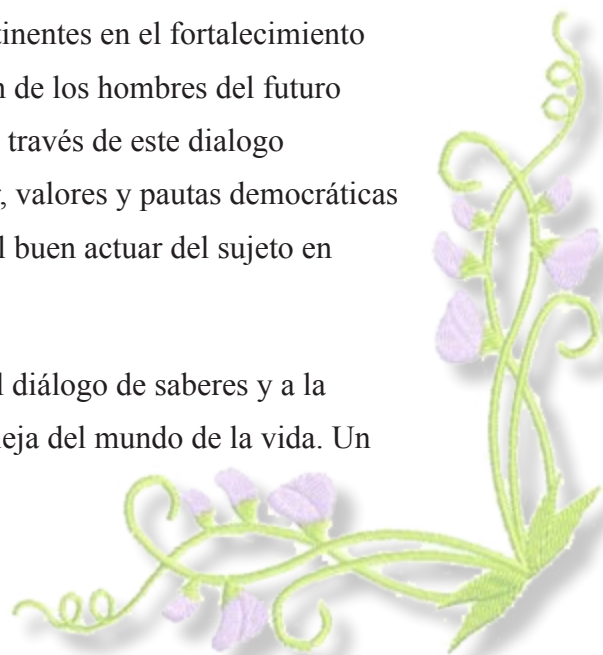 tinentes en el fortalecimiento
n de los hombres del futuro
través de este dialogo
, valores y pautas democráticas
l buen actuar del sujeto en
l diálogo de saberes y a la
leja del mundo de la vida. Un